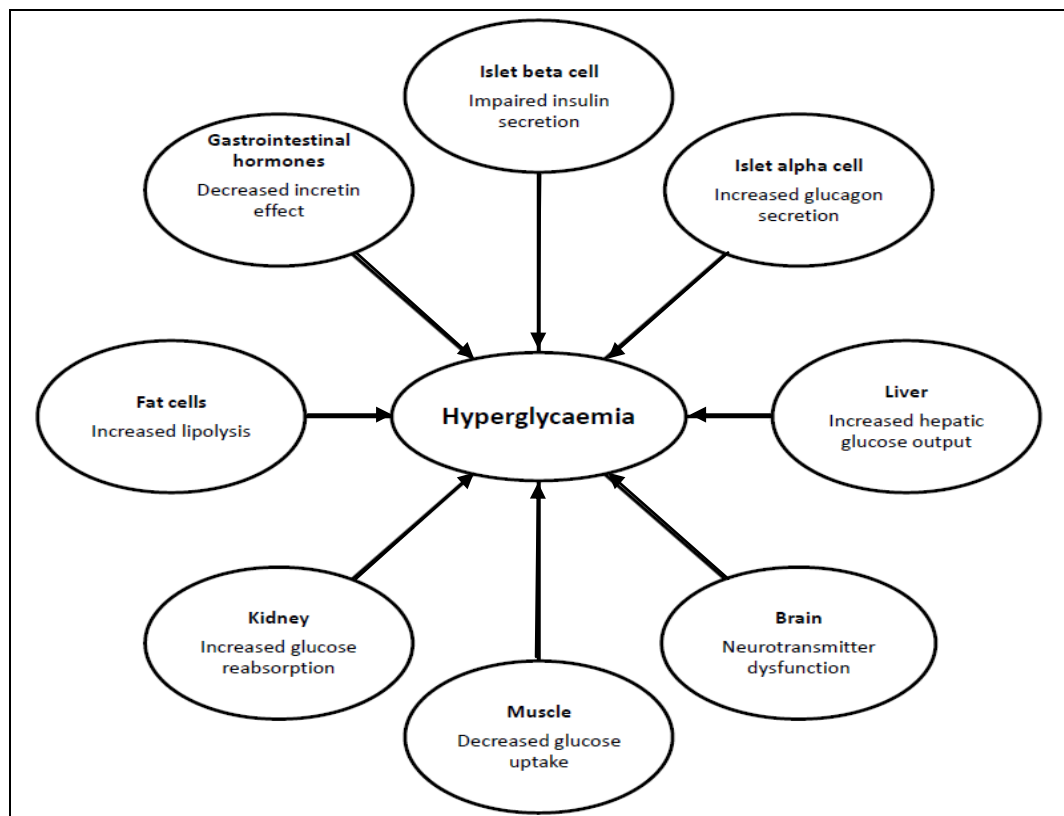 Islet beta cell
Impaired insulin
secretion
Gastrointestinal
hormones
Decreased incretin
effect
Islet alpha cell
Increased glucagon
secretion
Fat cells
Increased lipolysis
Hyperglycaemia
Liver
Increased hepatic
glucose output
Kidney
Increased glucose
reabsorption
Brain
Neurotransmitter
dysfunction
Muscle
Decreased glucose
uptake